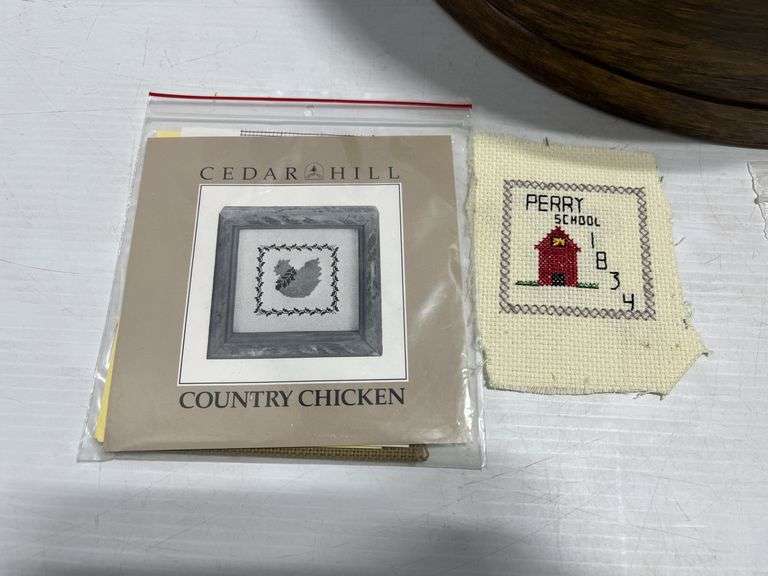 CEDAR HILL
COUNTRY CHICKEN
PERRY
SCHOOL
1
8
3
4